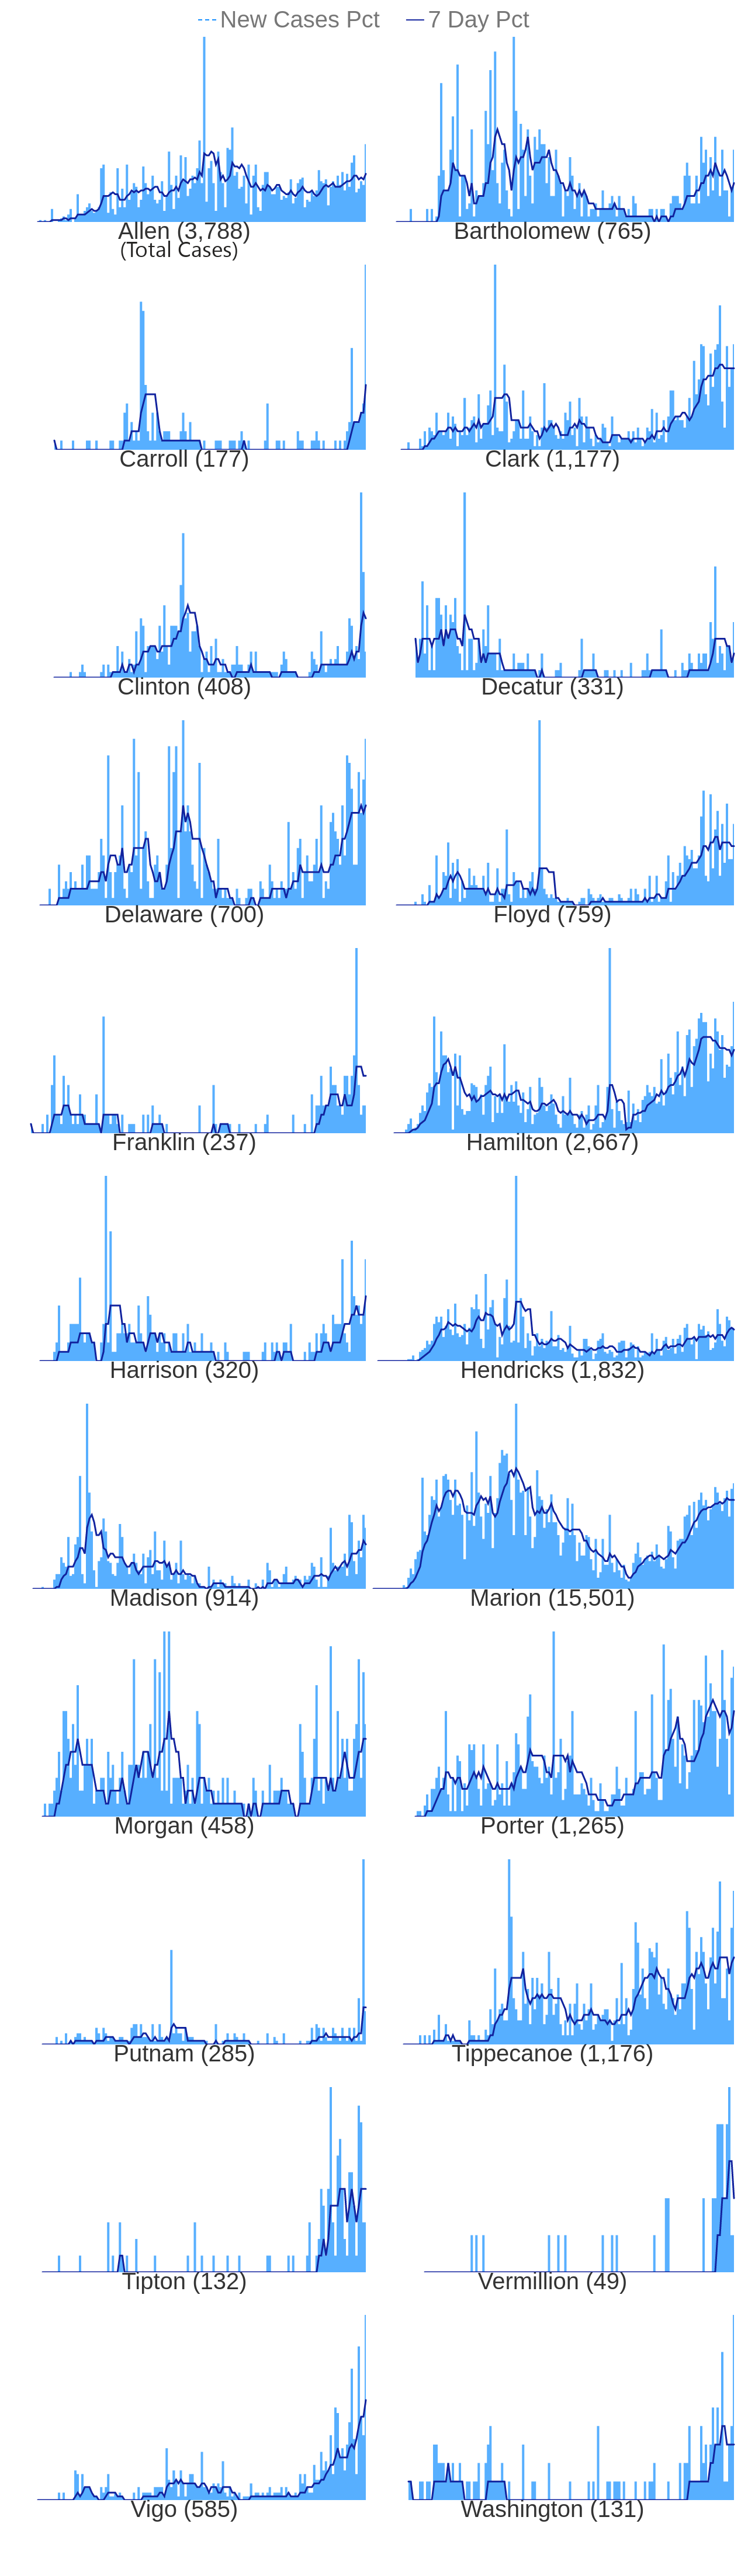 New Cases Pct 7 Day Pct
Allen (3,788) Bartholomew (765)
(Total Cases)
Carroll (177) Clark (1,177)
Clinton (408) Decatur (331)
Delaware (700) Floyd (759)
Franklin (237) Hamilton (2,667)
Harrison (320) Hendricks (1,832)
Madison (914) Marion (15,501)
Morgan (458) Porter (1,265)
Putnam (285) Tippecanoe (1,176)
Tipton (132) Vermillion (49)
Vigo (585) Washington (131)